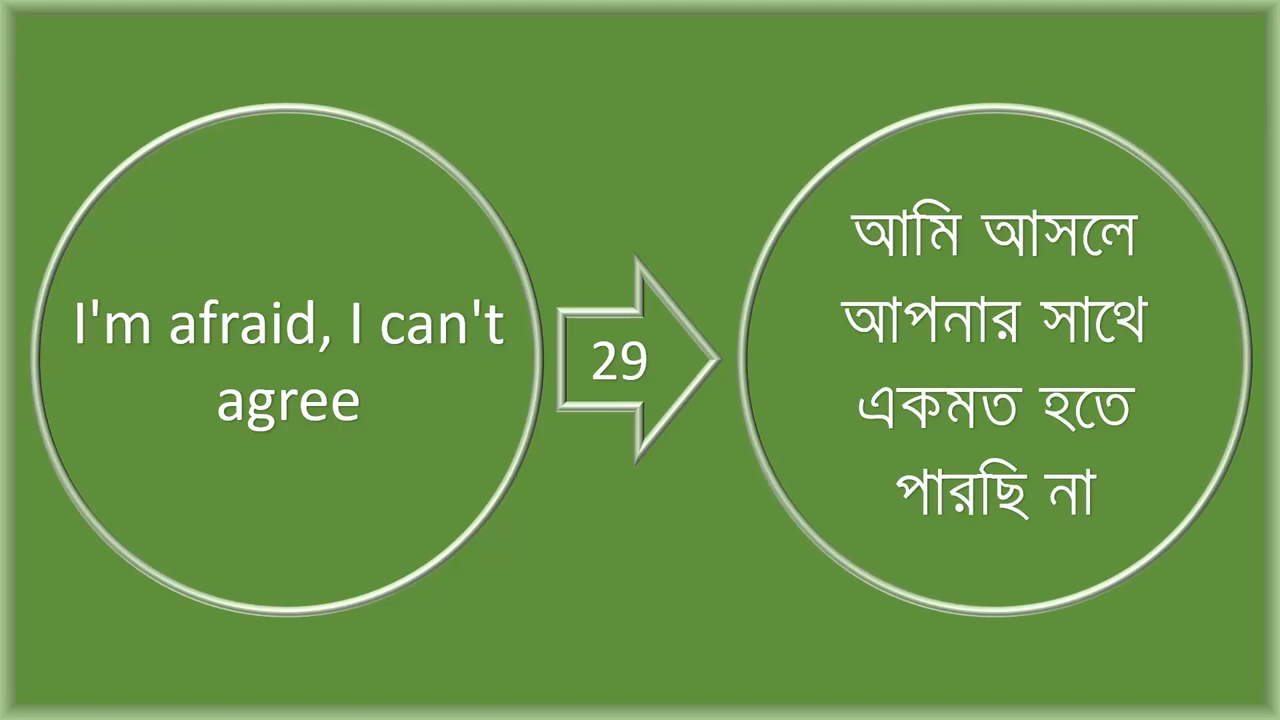 I'm afraid, I can't
agree
29
আমি আসলে
আপনার সাথে
একমত হতে
পারছি না